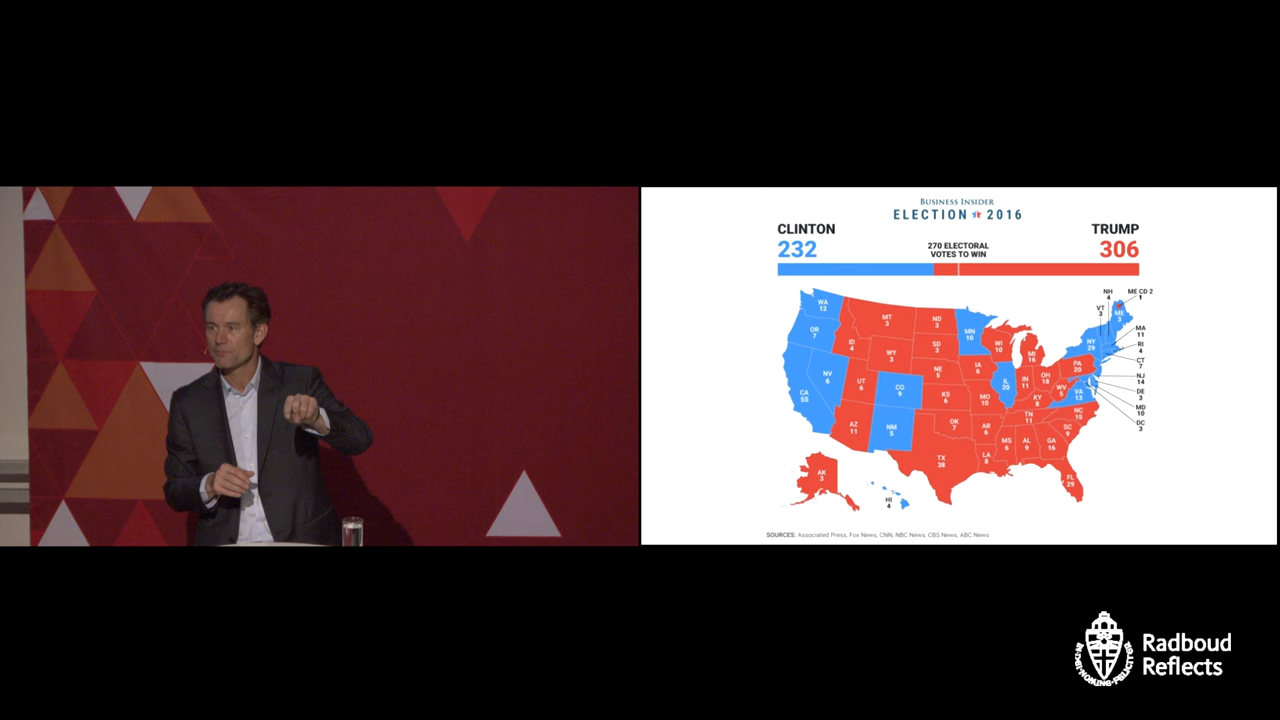 BUSINESS INSIDER
ELECTION 2016
CLINTON
232
270 ELECTORAL
VOTES TO WIN
TRUMP
306
WA
12
OR
7
CA
55
NV
6
ID
4
MT
3
WY
3
UT
6
AZ
11
CO
9
NM
5
ND
3
SD
3
NE
5
KS
6
OK
7
TX
38
MN
10
IA
6
MO
10
AR
6
LA
8
WI
10
IL
20
MI
16
IN
11
OH
18
KY
8
TN
11
MS
6
AL
9
GA
16
FL
29
SC
9
NC
15
VA
13
WV
5
PA
20
NY
29
VT
3
NH
4
ME CD 2
1
ME
3
MA
11
RI
4
CT
7
NJ
14
DE
3
MD
10
DC
3
AK
3
HI
4
SOURCES: Associated Press, Fox News, CNN, NBC News, CBS News, ABC News
Radboud
Reflects